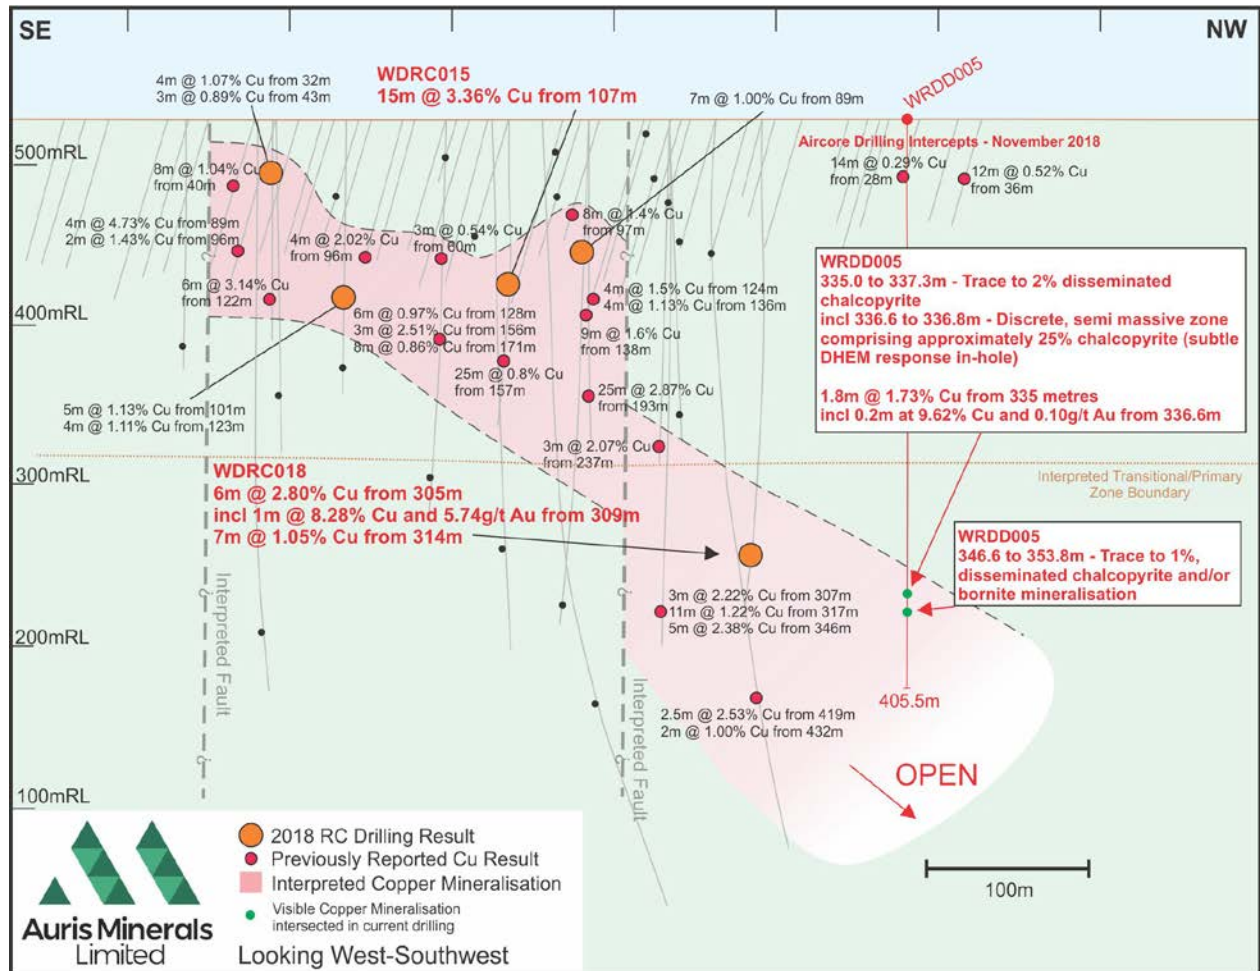 SE
NW
4m @ 1.07% Cu from 32m
3m @ 0.89% Cu from 43m
WDRC015
15m @ 3.36% Cu from 107m
7m @ 1.00% Cu from 89m
WRDD005
500mRL
Aircore Drilling Intercepts - November 2018
14m @ 0.29% Cu
from 28m
12m @ 0.52% Cu
from 36m
8m @ 1.04% Cu
from 40m
4m @ 4.73% Cu from 89m
2m @ 1.43% Cu from 96m
4m @ 2.02% Cu
from 96m
3m @ 0.54% Cu
from 60m
8m @ 1.4% Cu
from 97m
?
?
6m @ 3.14% Cu
from 122m
4m @ 1.5% Cu from 124m
4m @ 1.13% Cu from 136m
400mRL
6m @ 0.97% Cu from 128m
3m @ 2.51% Cu from 156m
8m @ 0.86% Cu from 171m
9m @ 1.6% Cu
from 138m
25m @ 0.8% Cu
from 157m
25m @ 2.87% Cu
from 193m
WRDD005
335.0 to 337.3m - Trace to 2% disseminated
chalcopyrite
incl 336.6 to 336.8m - Discrete, semi massive zone
comprising approximately 25% chalcopyrite (subtle
DHEM response in-hole)
1.8m @ 1.73% Cu from 335 metres
incl 0.2m at 9.62% Cu and 0.10g/t Au from 336.6m
5m @ 1.13% Cu from 101m
4m @ 1.11% Cu from 123m
3m @ 2.07% Cu
from 237m
300mRL
WDRC018
6m @ 2.80% Cu from 305m
incl 1m @ 8.28% Cu and 5.74g/t Au from 309m
7m @ 1.05% Cu from 314m
Interpreted Transitional/Primary
Zone Boundary
WRDD005
346.6 to 353.8m - Trace to 1%,
disseminated chalcopyrite and/or
bornite mineralisation
Interpreted Fault
?
?
3m @ 2.22% Cu from 307m
11m @ 1.22% Cu from 317m
5m @ 2.38% Cu from 346m
200mRL
Interpreted Fault
405.5m
2.5m @ 2.53% Cu from 419m
2m @ 1.00% Cu from 432m
?
?
OPEN
100mRL
2018 RC Drilling Result
Previously Reported Cu Result
Interpreted Copper Mineralisation
Visible Copper Mineralisation
intersected in current drilling
Looking West-Southwest
Auris Minerals
Limited
100m